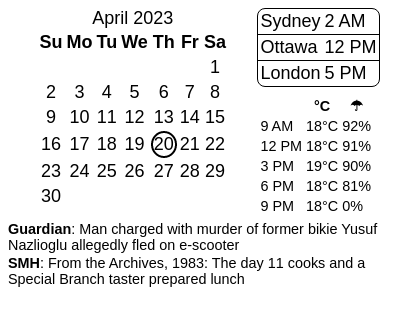 April 2023
Su Mo Tu We Th Fr Sa
1
2 3 4 5 6 7 8
9 10 11 12 13 14 15
16 17 18 19 20 21 22
23 24 25 26 27 28 29
30
Sydney 2 AM
Ottawa 12 PM
London 5 PM
°C ☂
9 AM 18°C 92%
12 PM 18°C 91%
3 PM 19°C 90%
6 PM 18°C 81%
9 PM 18°C 0%
Guardian: Man charged with murder of former bikie Yusuf
Nazlioglu allegedly fled on e-scooter
SMH: From the Archives, 1983: The day 11 cooks and a
Special Branch taster prepared lunch